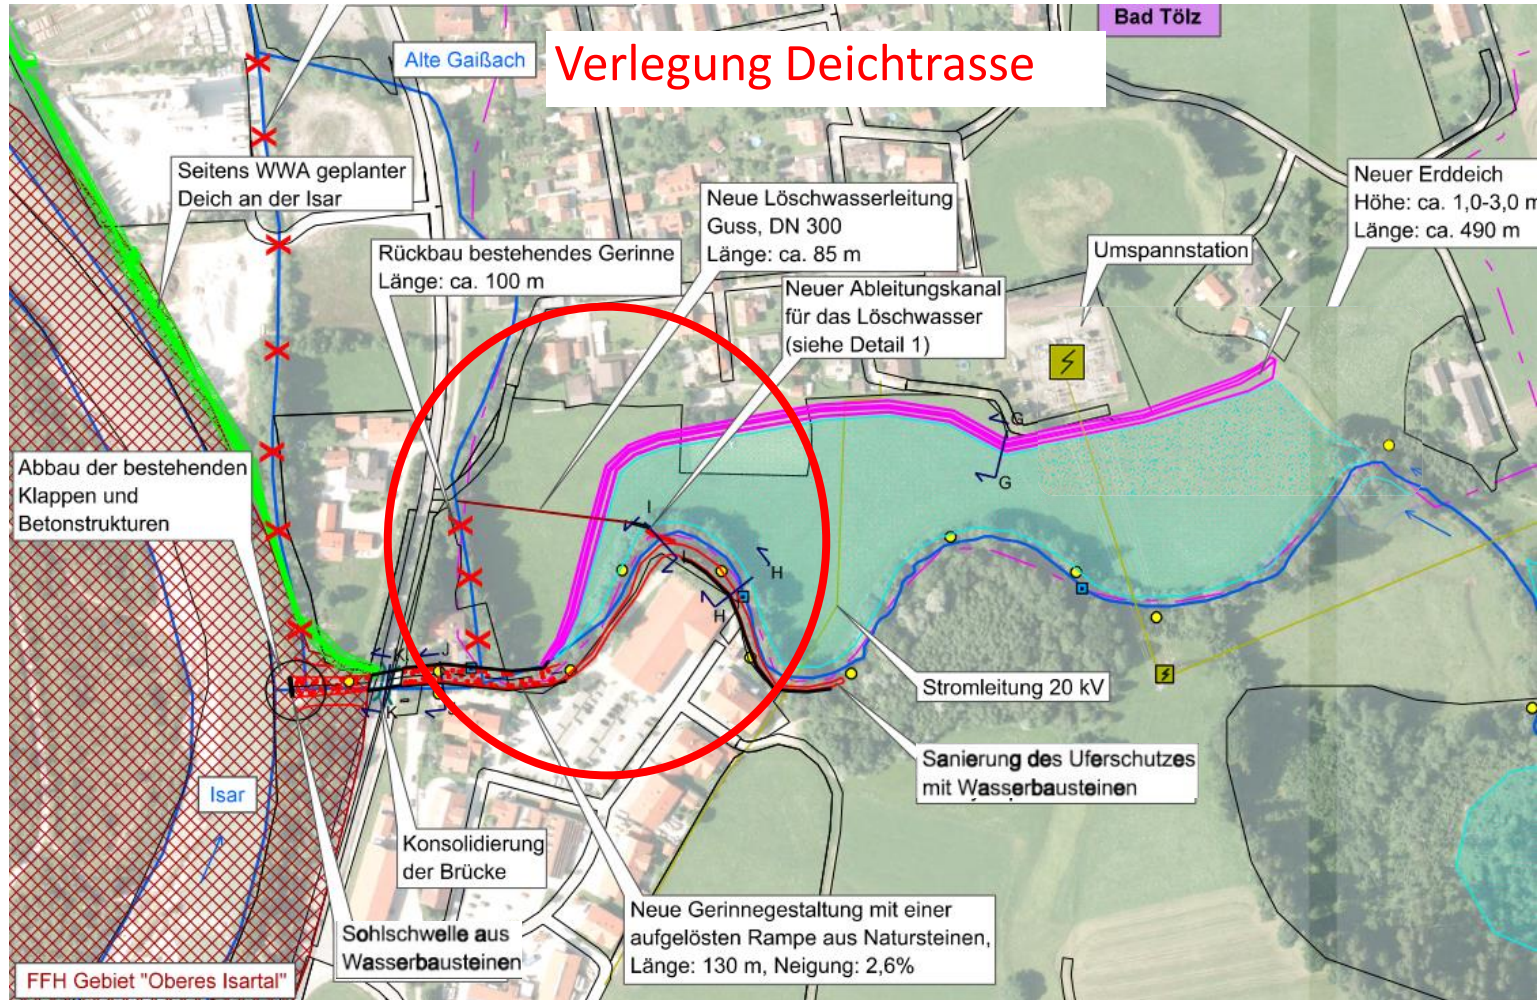 Bad Tölz
Verlegung Deichtrasse
Alte Gaißach
Seitens WWA geplanter
Deich an der Isar
Neue Löschwasserleitung
Guss, DN 300
Länge: ca. 85 m
Neuer Erddeich
Höhe: ca. 1,0-3,0 m
Länge: ca. 490 m
Rückbau bestehendes Gerinne
Länge: ca. 100 m
Umspannstation
Neuer Ableitungskanal
für das Löschwasser
(siehe Detail 1)
G
G
Abbau der bestehenden
Klappen und
Betonstrukturen
I
I
H
H
K
J
K
J
Stromleitung 20 kV
Sanierung des Uferschutzes
mit Wasserbausteinen
Isar
Konsolidierung
der Brücke
Neue Gerinnegestaltung mit einer
aufgelösten Rampe aus Natursteinen,
Länge: 130 m, Neigung: 2,6%
Sohlschwelle aus
Wasserbausteinen
FFH Gebiet "Oberes Isartal"